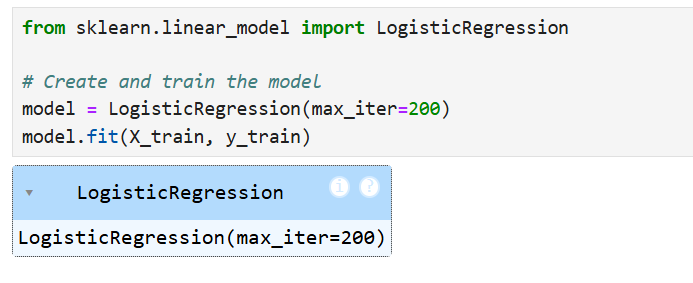 from sklearn.linear_model import LogisticRegression
# Create and train the model
model = LogisticRegression(max_iter=200)
model.fit(X_train, y_train)
▾ LogisticRegression i ?
LogisticRegression(max_iter=200)